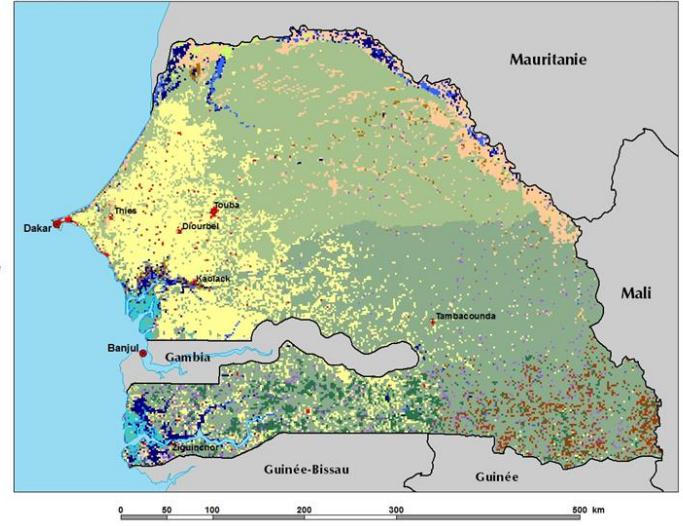 Mauritanie
Thies
Touba
Dakar
Diourbel
Kaolack
Mali
Tambacounda
Banjul
Gambia
Ziguinchor
Guinée-Bissau
Guinée
0 50 100 200 300 500 km